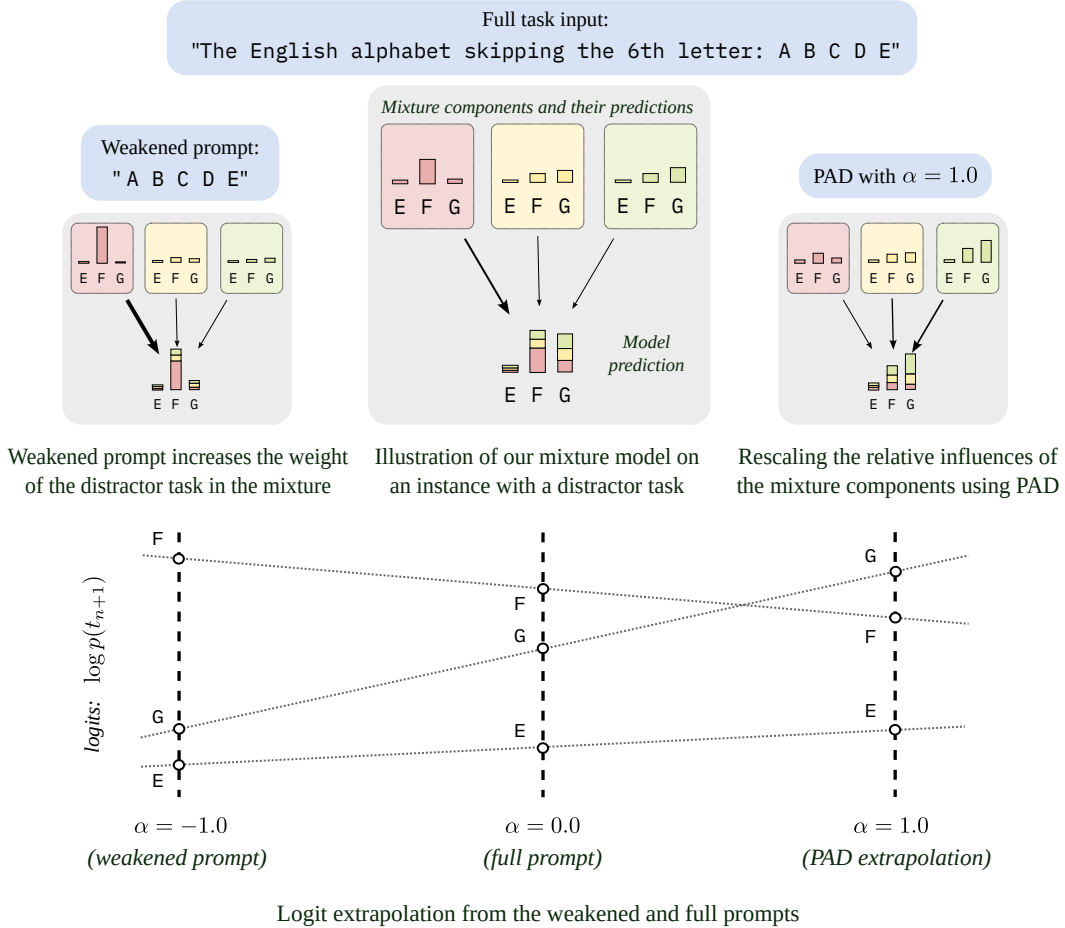 Full task input:
"The English alphabet skipping the 6th letter: A B C D E"
Weakened prompt:
"A B C D E"
E F G
E F G
E F G
E F G
Weakened prompt increases the weight
of the distractor task in the mixture
Mixture components and their predictions
E F G
E F G
E F G
Model
prediction
E F G
Illustration of our mixture model on
an instance with a distractor task
PAD with α = 1.0
E F G
E F G
E F G
E F G
Rescaling the relative influences of
the mixture components using PAD
logits: log p(tₙ₊₁)
F
G
E
F
G
E
G
F
E
α = −1.0
(weakened prompt)
α = 0.0
(full prompt)
α = 1.0
(PAD extrapolation)
Logit extrapolation from the weakened and full prompts